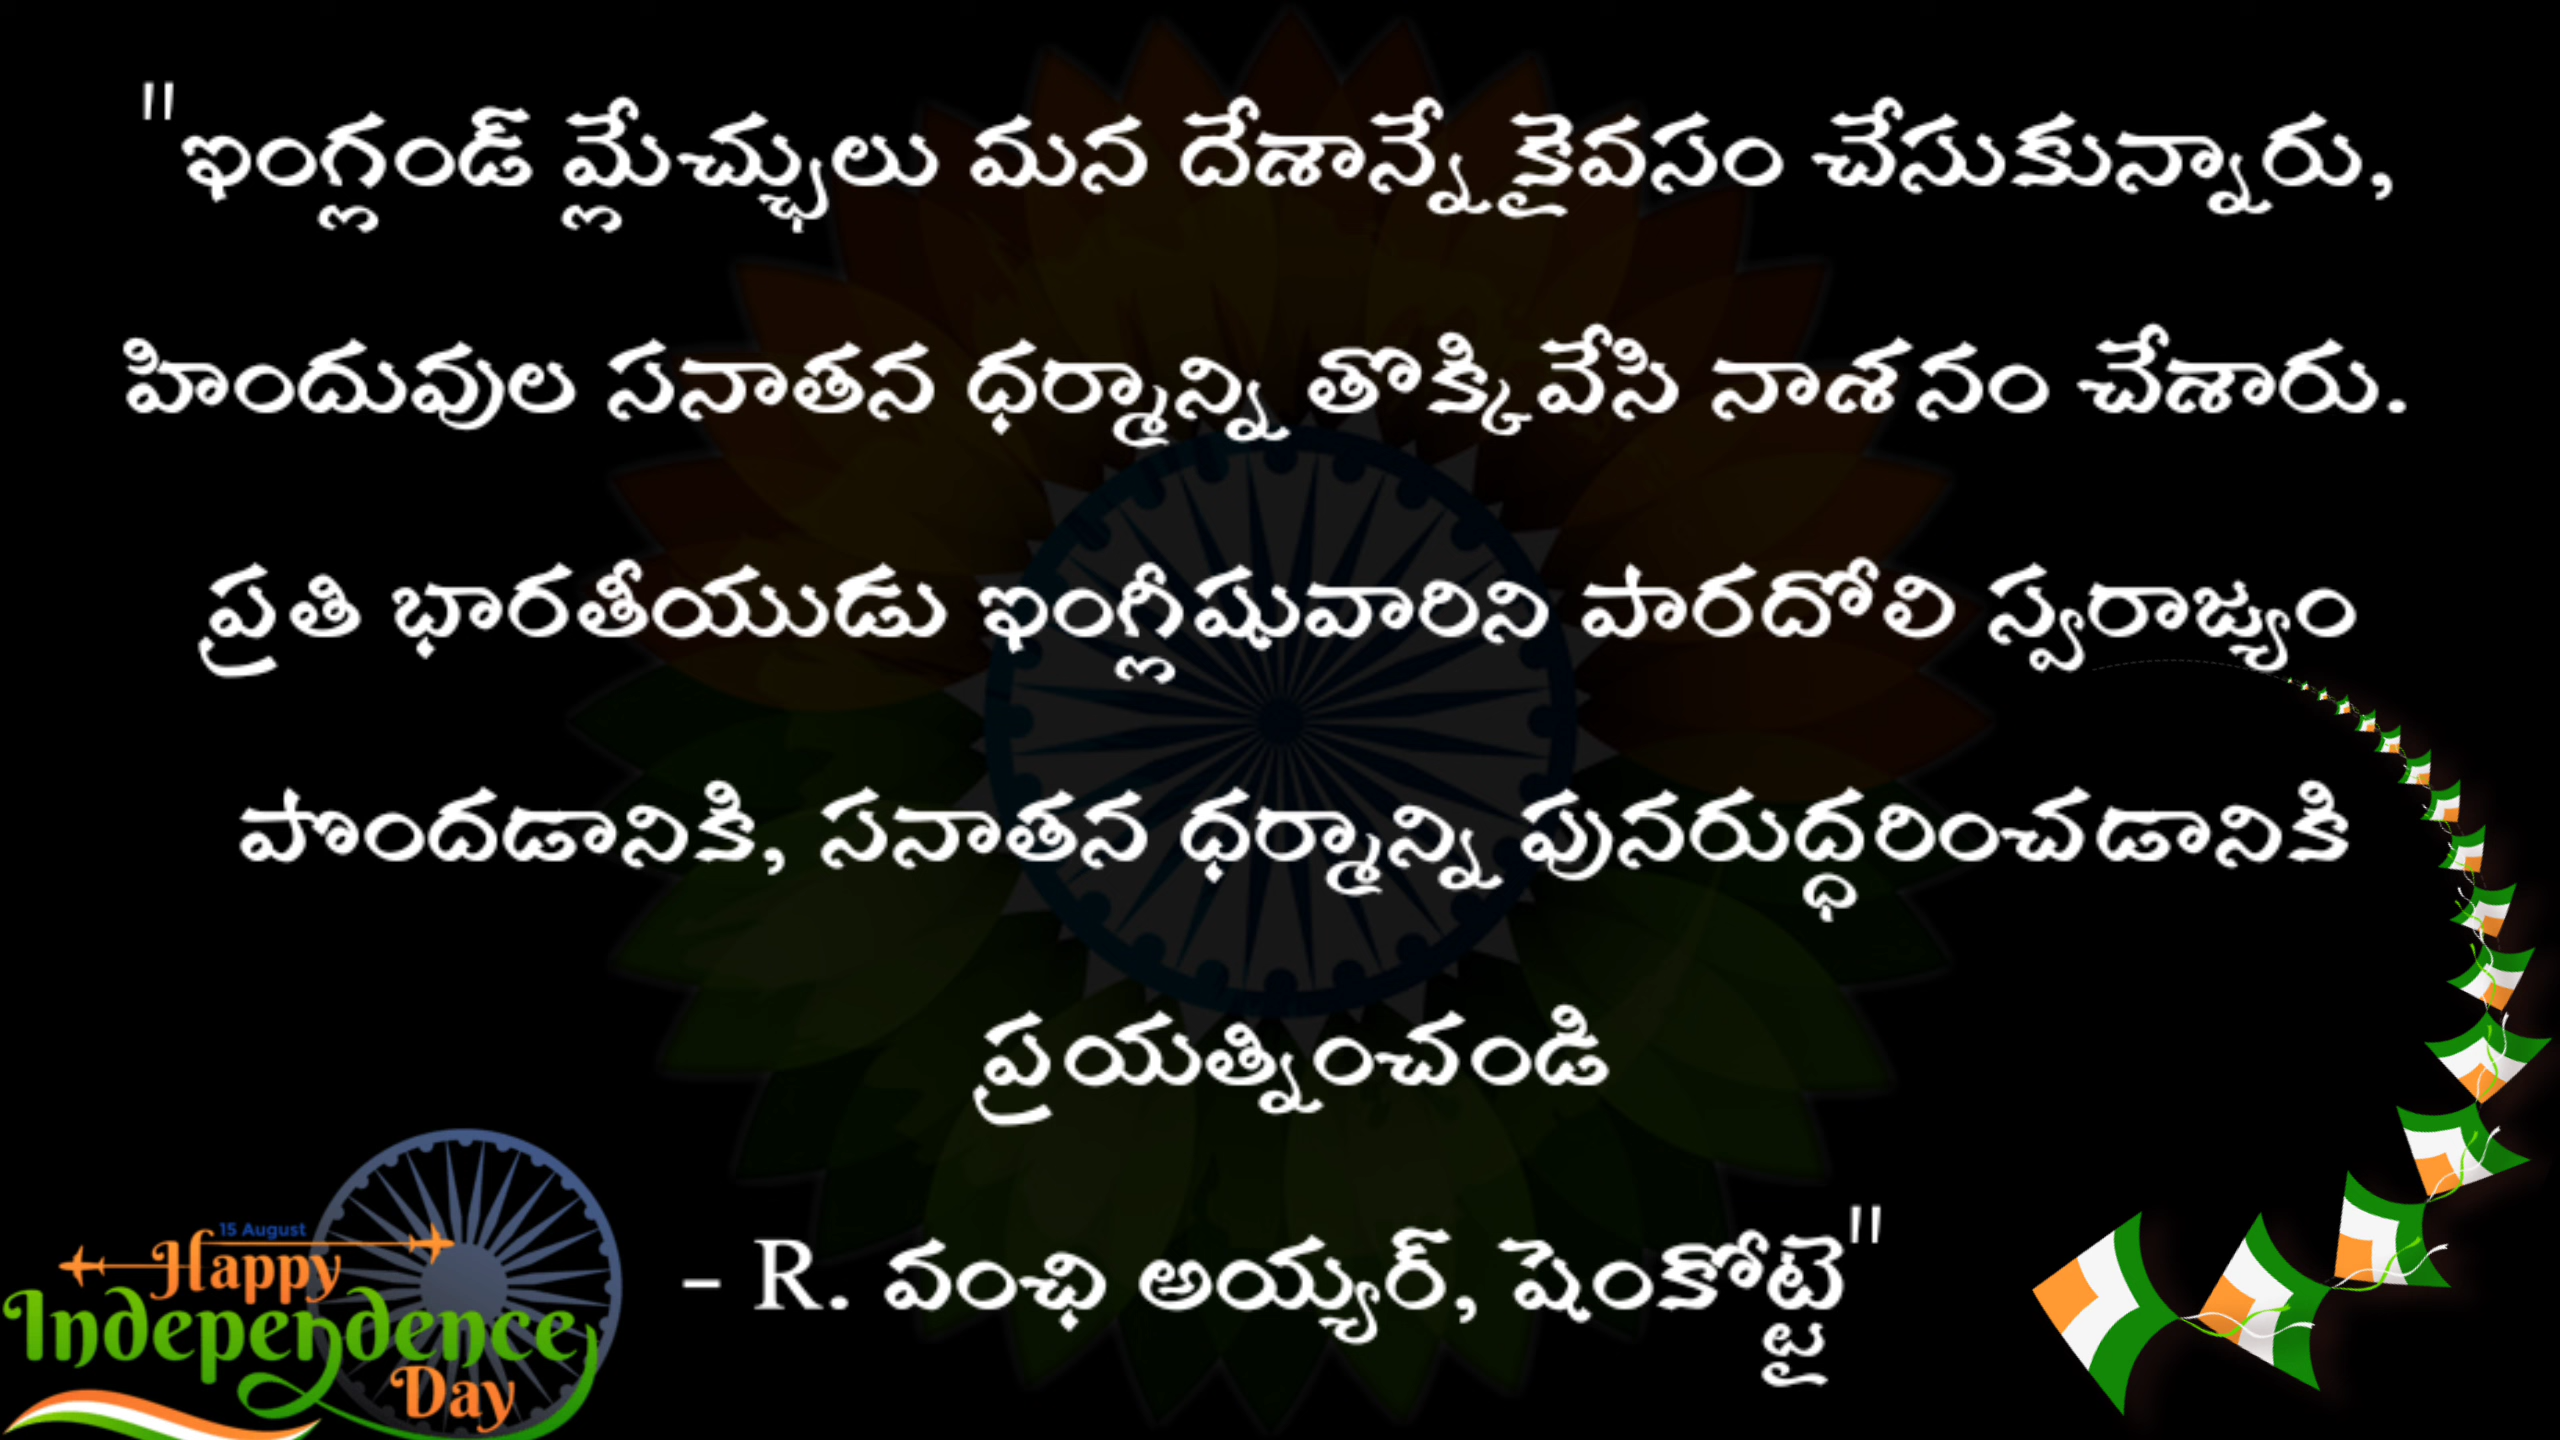 "ఇంగ్లండ్ మ్లేచ్ఛులు మన దేశాన్నే కైవసం చేసుకున్నారు,
హిందువుల సనాతన ధర్మాన్ని తొక్కివేసి నాశనం చేశారు.
ప్రతి భారతీయుడు ఇంగ్లీషువారిని పారదోలి స్వరాజ్యం
పొందడానికి, సనాతన ధర్మాన్ని పునరుద్ధరించడానికి
ప్రయత్నించండి
- R. వంఛి అయ్యర్, షెంకోట్టై"
15 August
Happy
Independence
Day